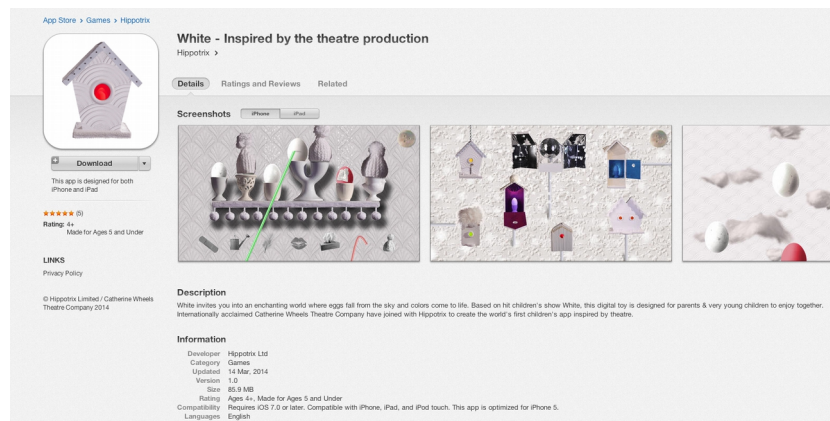 App Store > Games > Hippotrix
White - Inspired by the theatre production
Hippotrix >
Details Ratings and Reviews Related
Screenshots iPhone iPad
Download
This app is designed for both
iPhone and iPad
★★★★★ (5)
Rating: 4+
Made for Ages 5 and Under
LINKS
Privacy Policy
© Hippotrix Limited / Catherine Wheels
Theatre Company 2014
Description
White invites you into an enchanting world where eggs fall from the sky and colors come to life. Based on hit children's show White, this digital toy is designed for parents & very young children to enjoy together.
Internationally acclaimed Catherine Wheels Theatre Company have joined with Hippotrix to create the world's first children's app inspired by theatre.
Information
Developer Hippotrix Ltd
Category Games
Updated 14 Mar, 2014
Version 1.0
Size 85.9 MB
Rating Ages 4+, Made for Ages 5 and Under
Compatibility Requires iOS 7.0 or later. Compatible with iPhone, iPad, and iPod touch. This app is optimized for iPhone 5.
Languages English